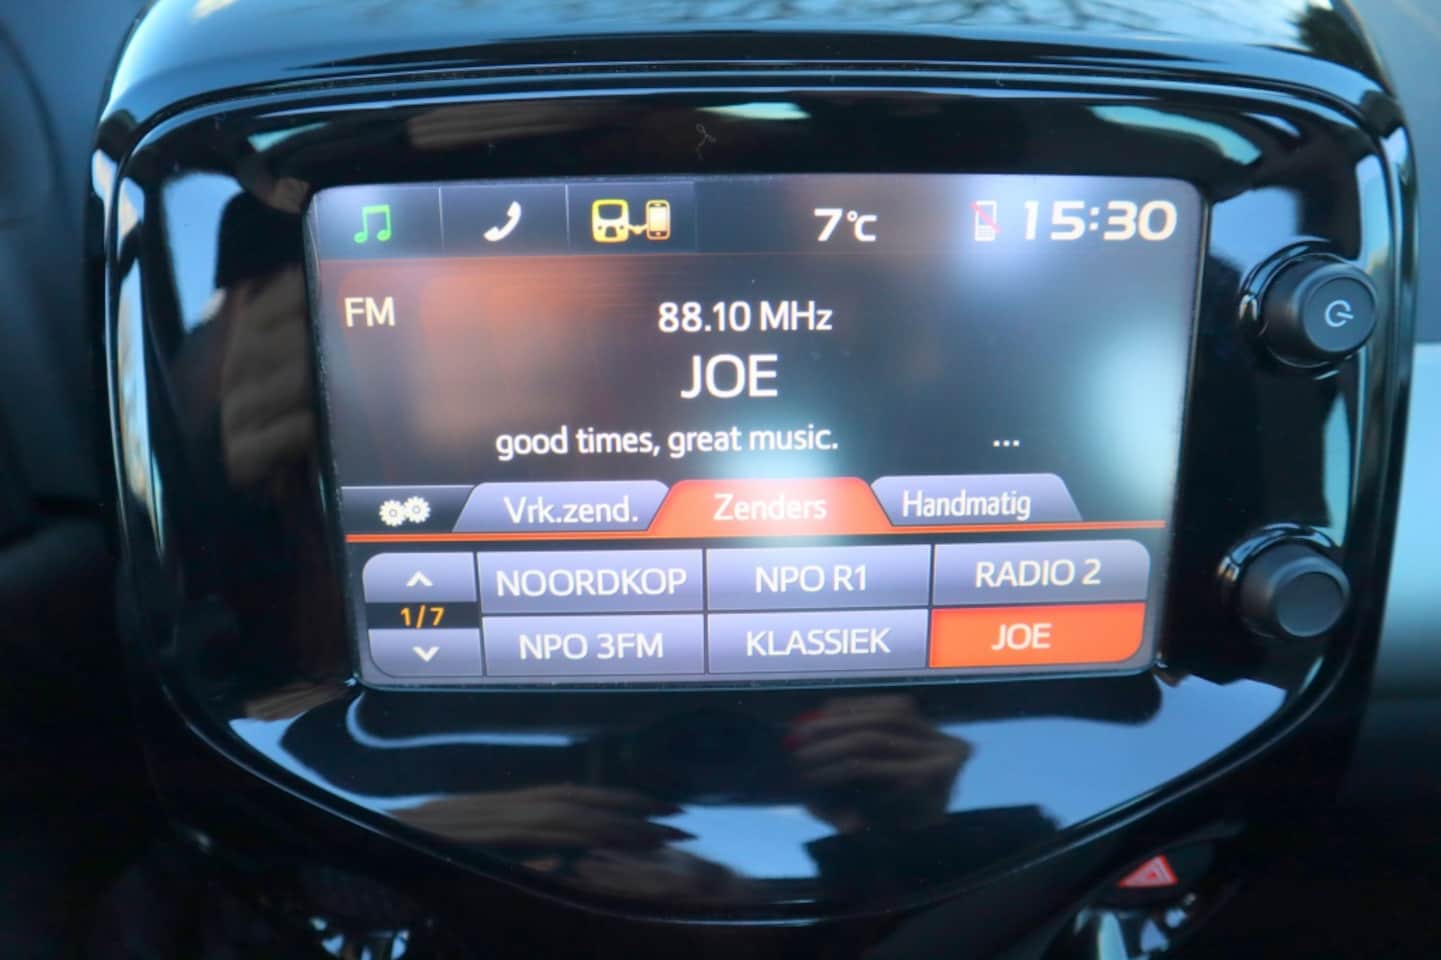 7°C 15:30
FM
88.10 MHz
JOE
good times, great music. ...
Vrk.zend. Zenders Handmatig
NOORDKOP NPO R1 RADIO 2
1/7
NPO 3FM KLASSIEK JOE